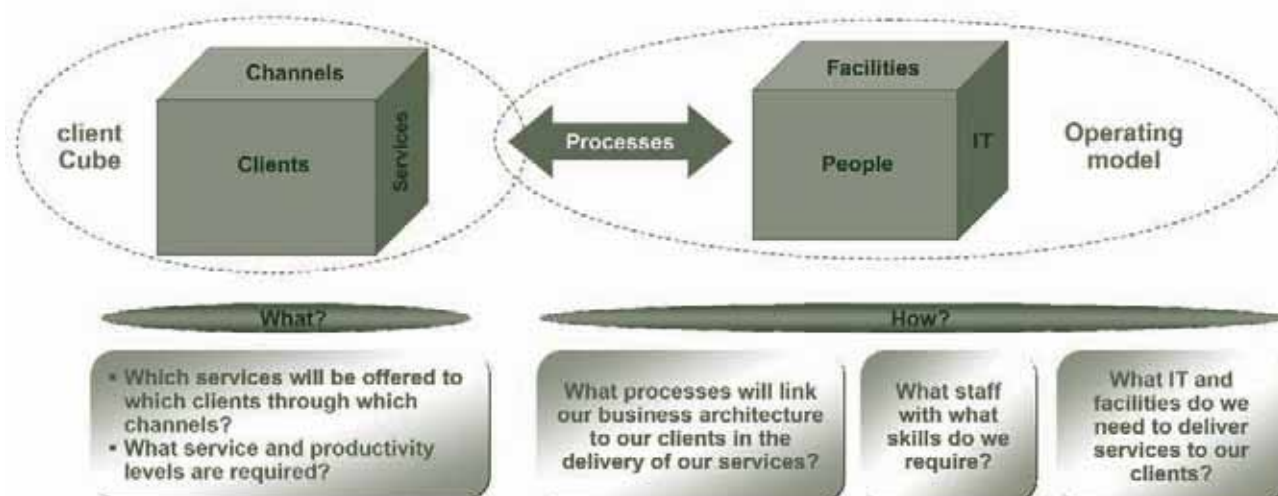 Channels
client
Cube
Clients
Services
Processes
Facilities
People
IT
Operating
model
What?
How?
• Which services will be offered to
which clients through which
channels?
• What service and productivity
levels are required?
What processes will link
our business architecture
to our clients in the
delivery of our services?
What staff
with what
skills do we
require?
What IT and
facilities do we
need to deliver
services to our
clients?